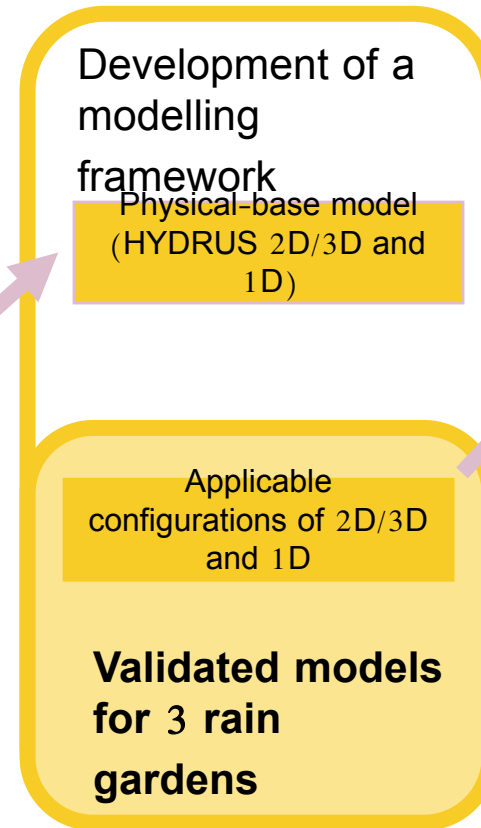 Development of a
modelling
framework
Physical-base model
(HYDRUS 2D/3D and
1D)
Applicable
configurations of 2D/3D
and 1D
Validated models
for 3 rain
gardens